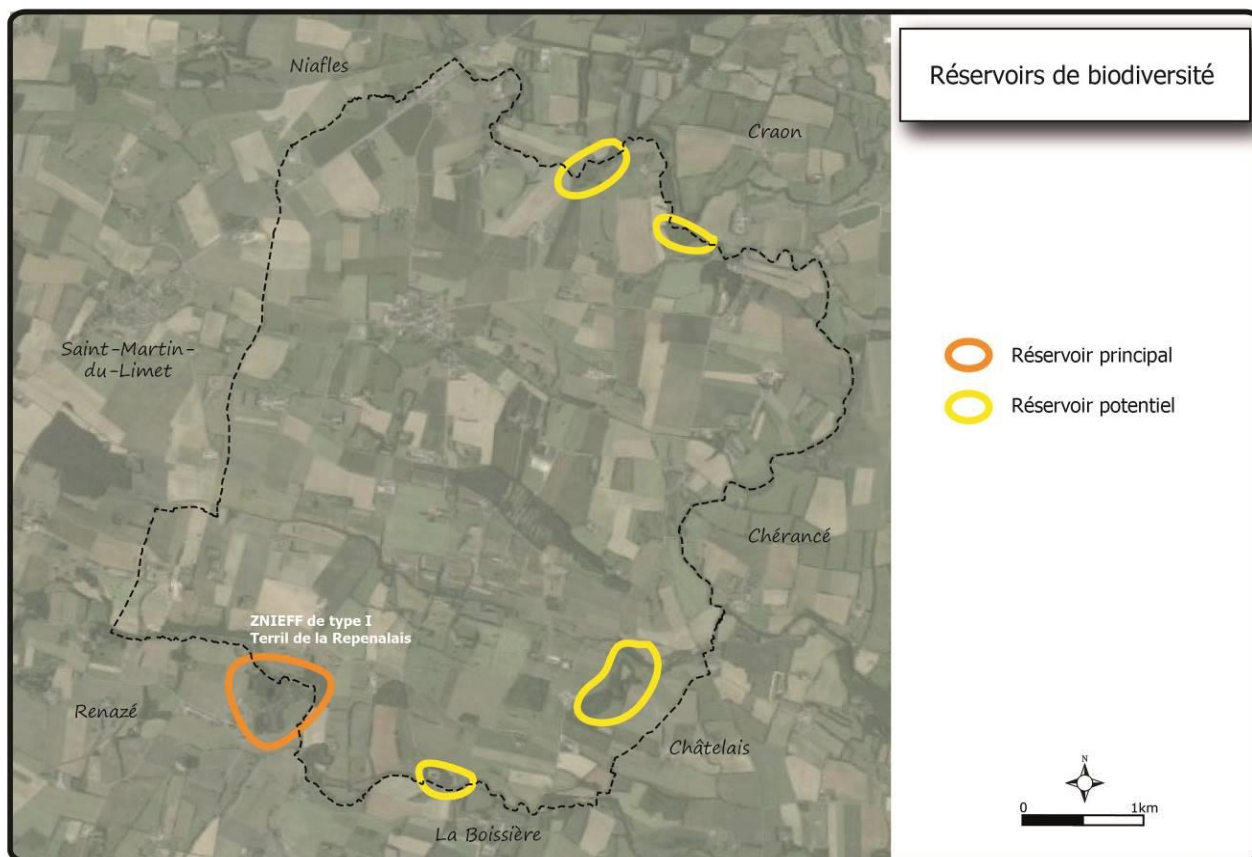 Réservoirs de biodiversité
Niafles
Craon
Saint-Martin-
du-Limet
Réservoir principal
Réservoir potentiel
Chérancé
ZNIEFF de type I
Terril de la Repenalais
Renazé
Châtelais
La Boissière
N
0 1km